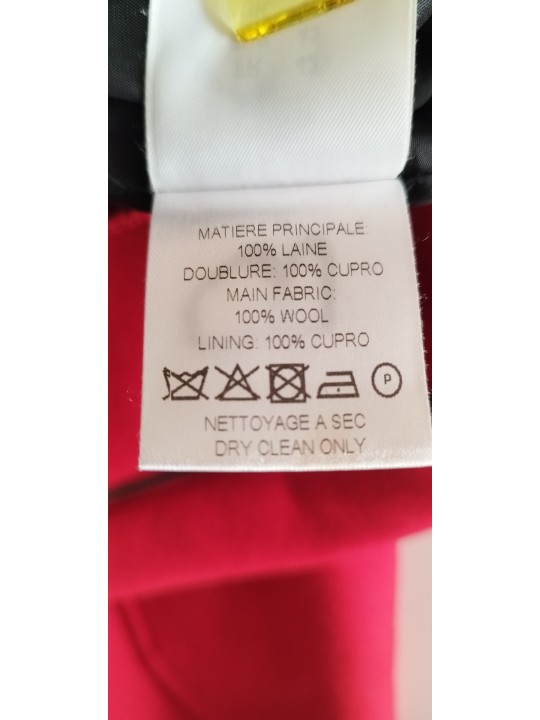 MATIERE PRINCIPALE:
100% LAINE
DOUBLURE: 100% CUPRO
MAIN FABRIC:
100% WOOL
LINING: 100% CUPRO
P
NETTOYAGE A SEC
DRY CLEAN ONLY